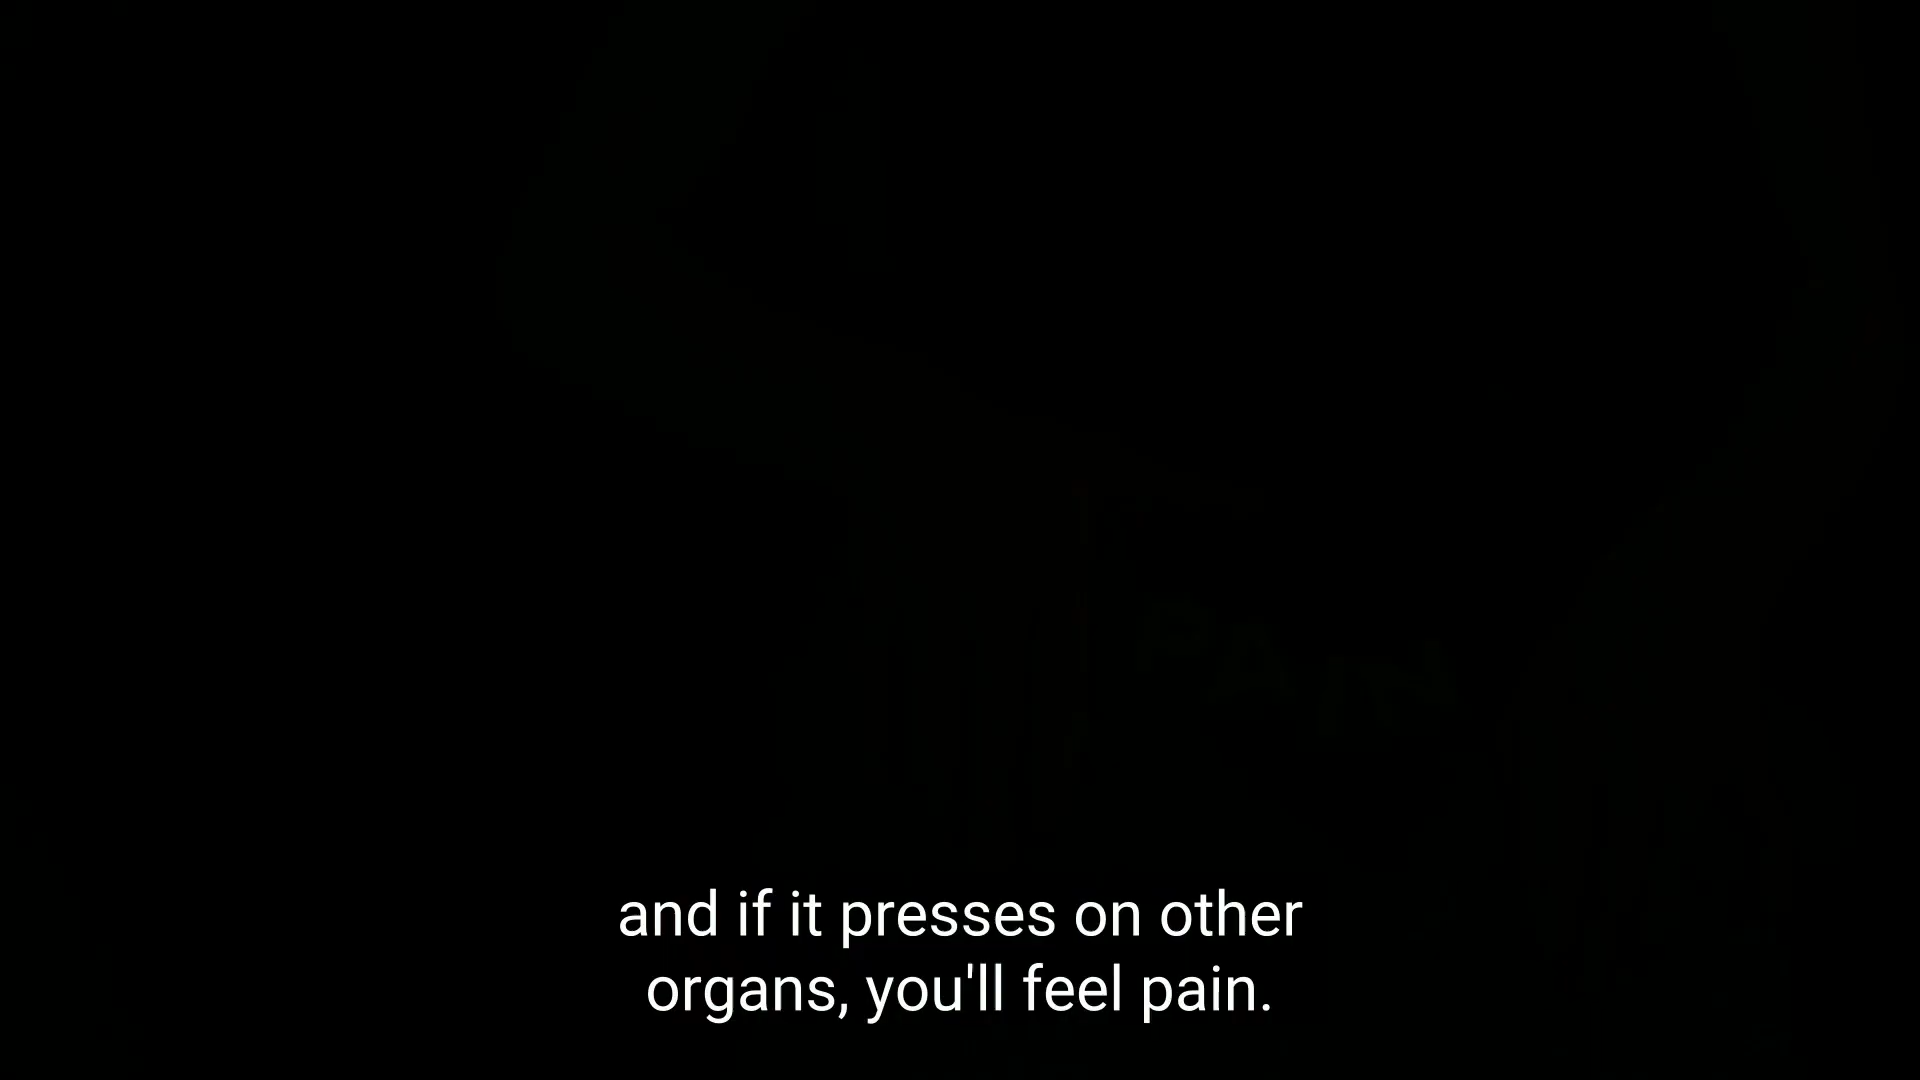 and if it presses on other
organs, you'll feel pain.